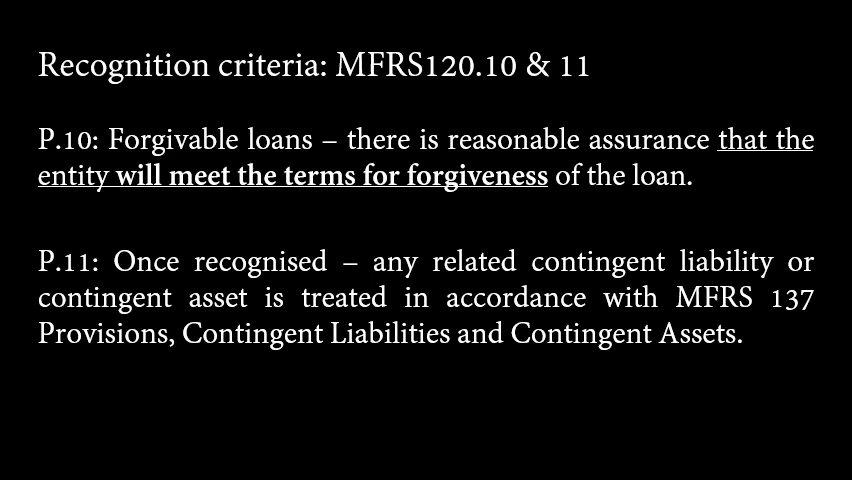 Recognition criteria: MFRS120.10 & 11
P.10: Forgivable loans – there is reasonable assurance that the
entity will meet the terms for forgiveness of the loan.
P.11: Once recognised – any related contingent liability or
contingent asset is treated in accordance with MFRS 137
Provisions, Contingent Liabilities and Contingent Assets.